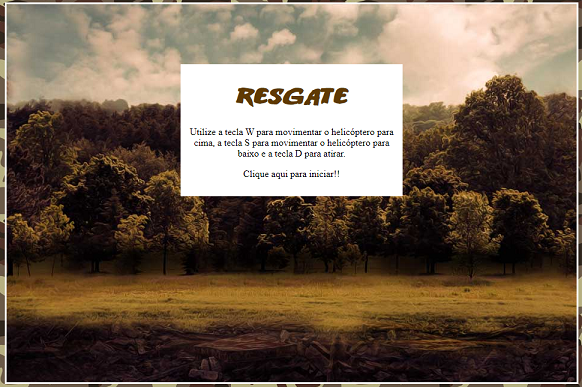 RESGATE
Utilize a tecla W para movimentar o helicóptero para
cima, a tecla S para movimentar o helicóptero para
baixo e a tecla D para atirar.
Clique aqui para iniciar!!